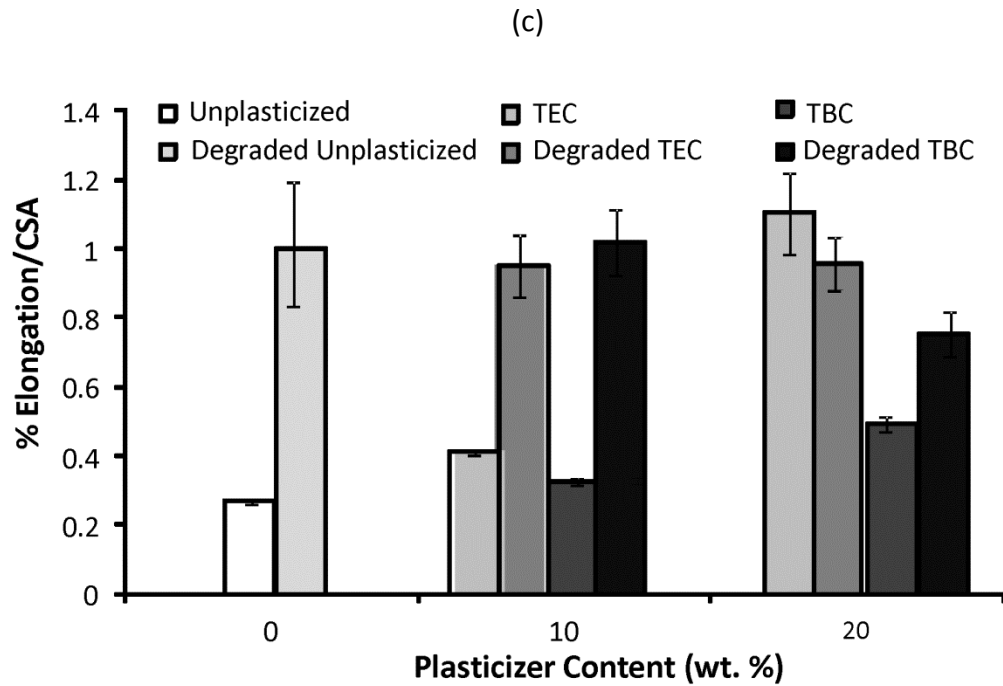 (c)
1.4
1.2
1
0.8
0.6
0.4
0.2
0
% Elongation/CSA
Unplasticized TEC TBC
Degraded Unplasticized Degraded TEC Degraded TBC
0 10 20
Plasticizer Content (wt. %)